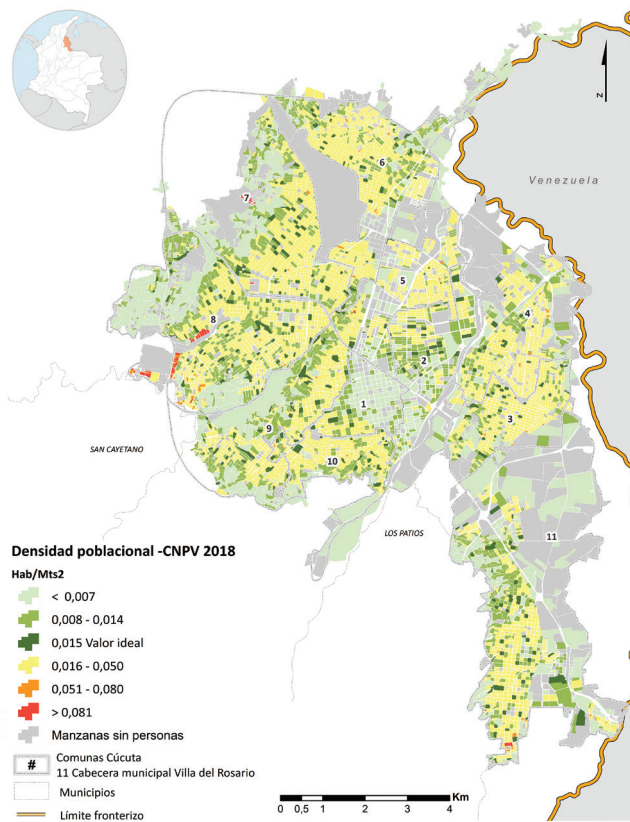 z
Venezuela
6
7
5
4
8
2
1
3
9
10
11
SAN CAYETANO
LOS PATIOS
Densidad poblacional -CNPV 2018
Hab/Mts2
< 0,007
0,008 - 0,014
0,015 Valor ideal
0,016 - 0,050
0,051 - 0,080
> 0,081
Manzanas sin personas
# Comunas Cúcuta
11 Cabecera municipal Villa del Rosario
Municipios
Límite fronterizo
Km
0 0,5 1 2 3 4